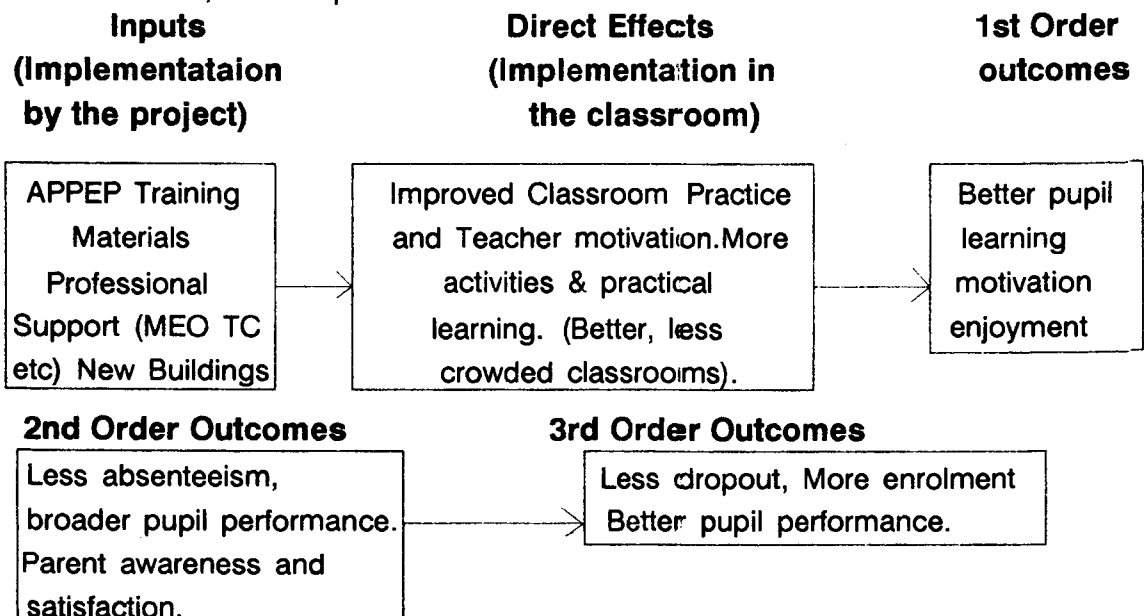 Inputs
(Implementataion
by the project)
Direct Effects
(Implementation in
the classroom)
1st Order
outcomes
APPEP Training
Materials
Professional
Support (MEO TC
etc) New Buildings
Improved Classroom Practice
and Teacher motivation.More
activities & practical
learning. (Better, less
crowded classrooms).
Better pupil
learning
motivation
enjoyment
2nd Order Outcomes
Less absenteeism,
broader pupil performance.
Parent awareness and
satisfaction.
3rd Order Outcomes
Less dropout, More enrolment
Better pupil performance.